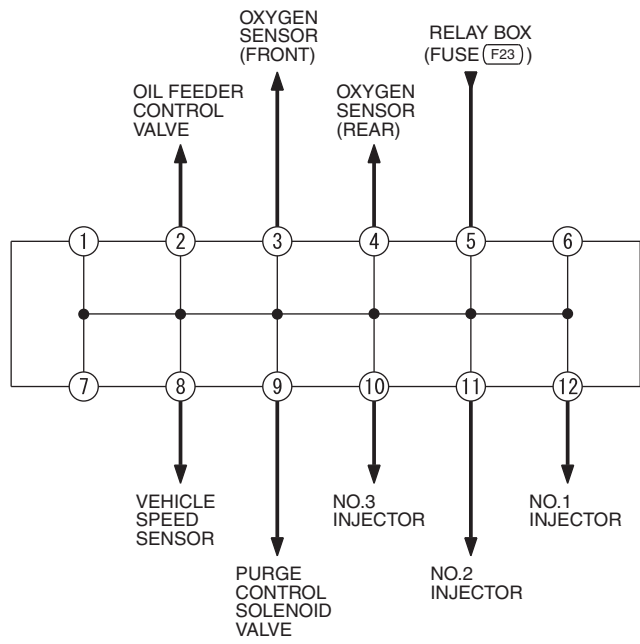 OXYGEN
SENSOR
(FRONT)
RELAY BOX
(FUSE F23 )
OIL FEEDER
CONTROL
VALVE
OXYGEN
SENSOR
(REAR)
1 2 3 4 5 6
7 8 9 10 11 12
VEHICLE
SPEED
SENSOR
NO.3
INJECTOR
NO.1
INJECTOR
PURGE
CONTROL
SOLENOID
VALVE
NO.2
INJECTOR